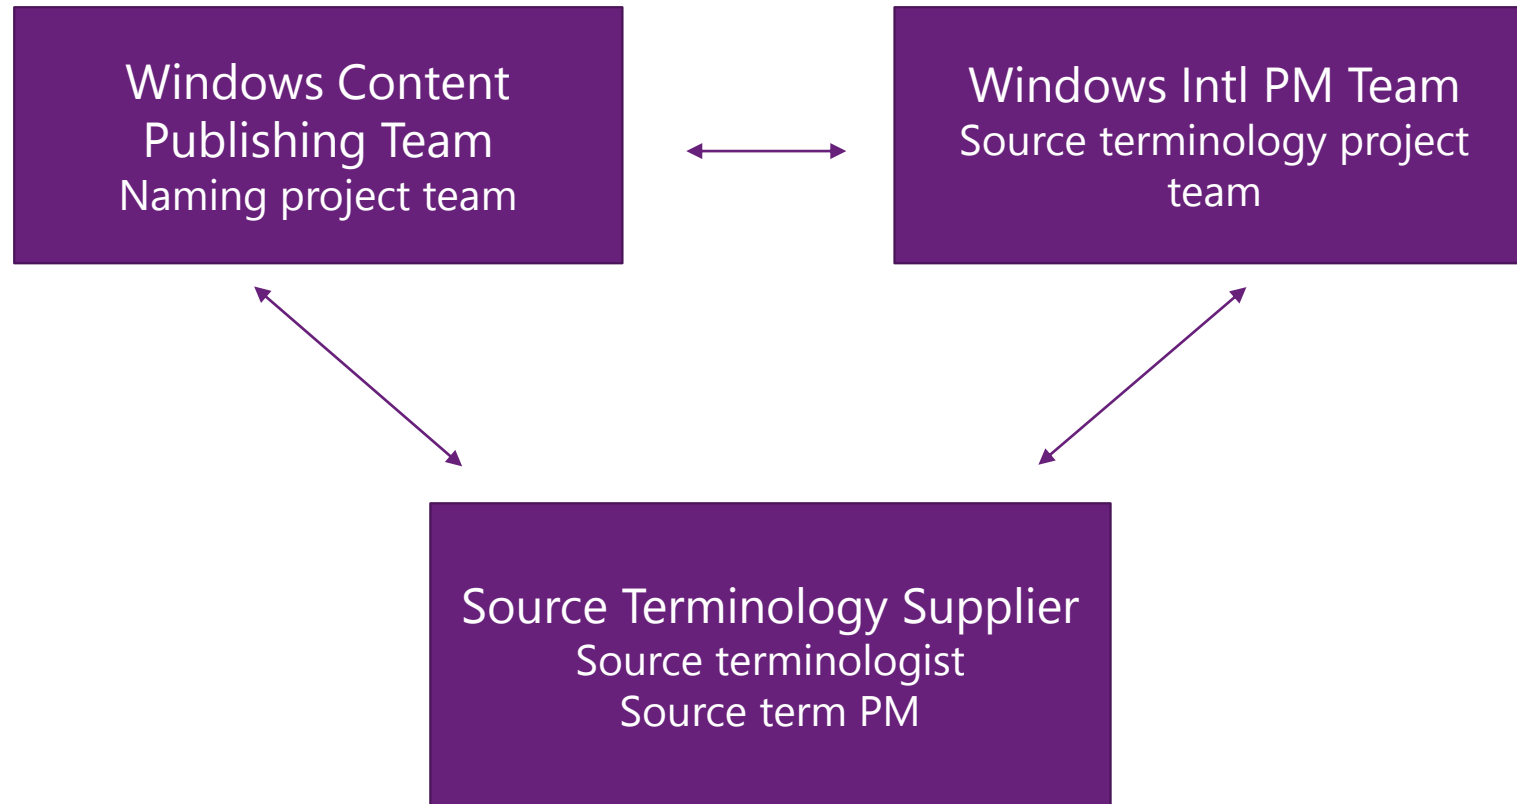 Windows Content
Publishing Team
Naming project team
Windows Intl PM Team
Source terminology project
team
Source Terminology Supplier
Source terminologist
Source term PM